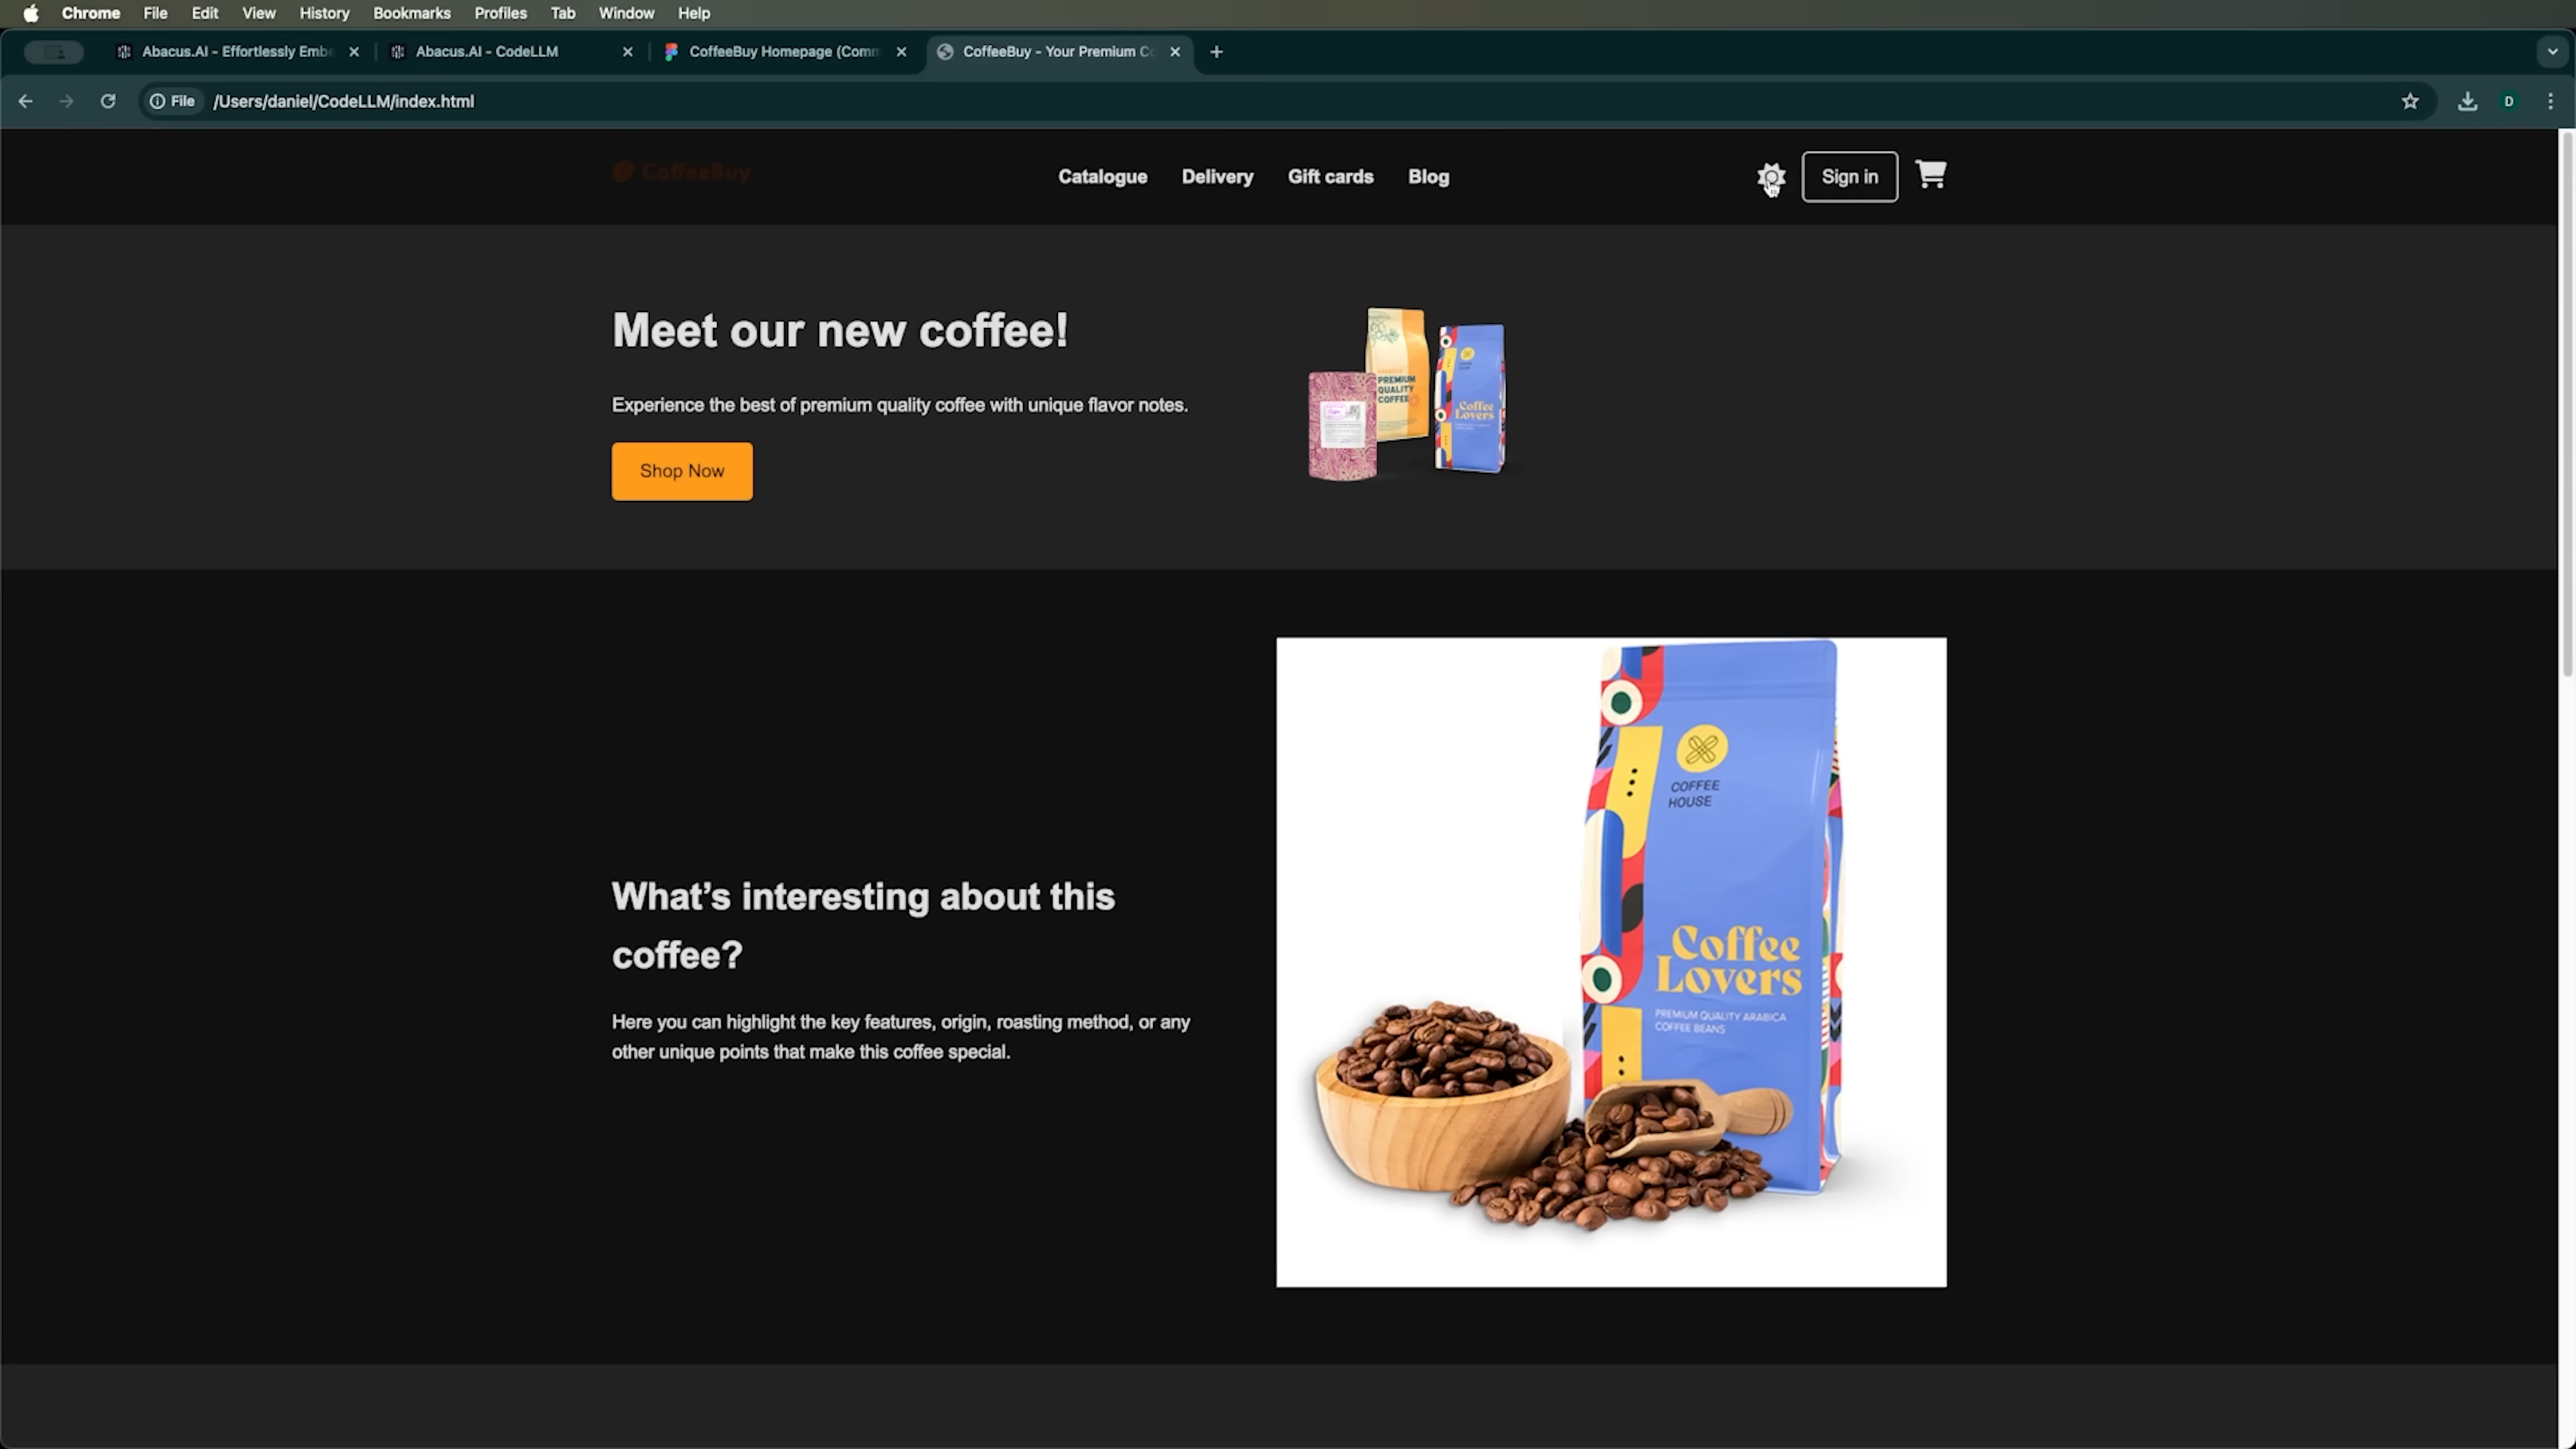 Chrome File Edit View History Bookmarks Profiles Tab Window Help
Abacus.AI - Effortlessly Embe
Abacus.AI - CodeLLM
CoffeeBuy Homepage (Comm
CoffeeBuy - Your Premium Co
File /Users/daniel/CodeLLM/index.html
D
CoffeeBuy
Catalogue Delivery Gift cards Blog
Sign in
Meet our new coffee!
Experience the best of premium quality coffee with unique flavor notes.
Shop Now
PREMIUM
QUALITY
COFFEE
Coffee
Lovers
What’s interesting about this
coffee?
Here you can highlight the key features, origin, roasting method, or any
other unique points that make this coffee special.
COFFEE
HOUSE
Coffee
Lovers
PREMIUM QUALITY ARABICA
COFFEE BEANS